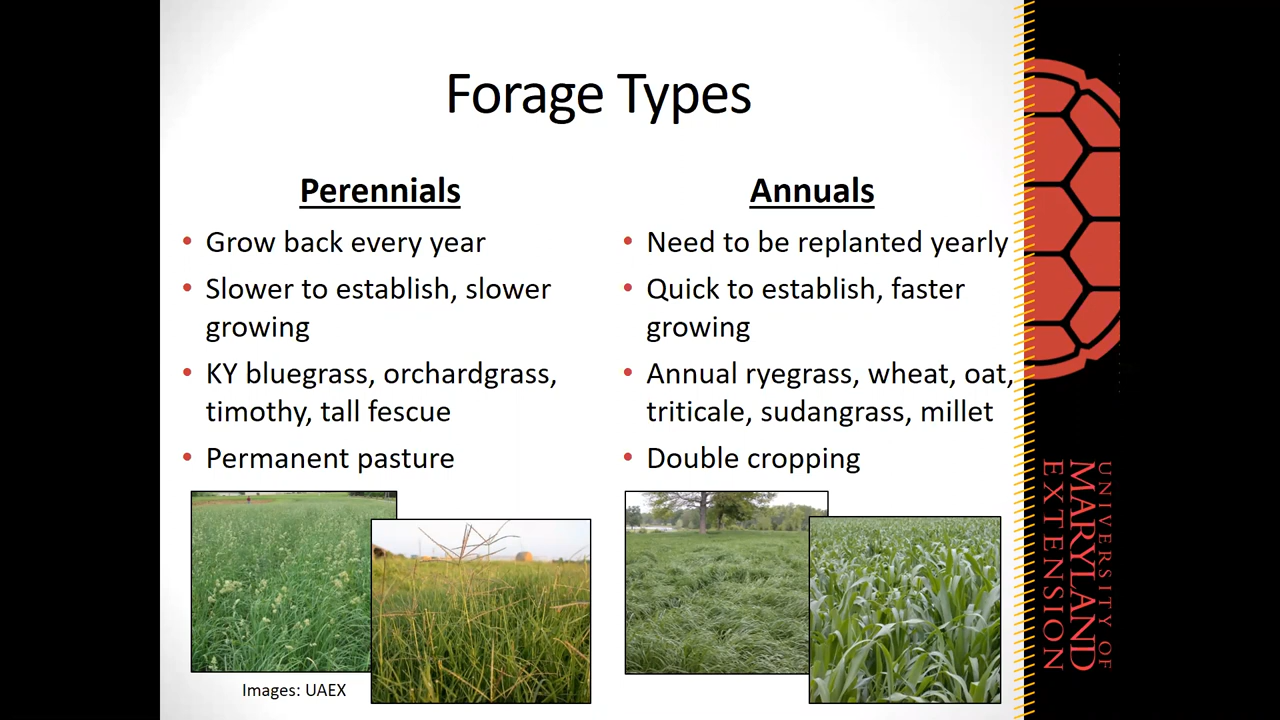 Forage Types
Perennials
• Grow back every year
• Slower to establish, slower
growing
• KY bluegrass, orchardgrass,
timothy, tall fescue
• Permanent pasture
Images: UAEX
Annuals
• Need to be replanted yearly
• Quick to establish, faster
growing
• Annual ryegrass, wheat, oat,
triticale, sudangrass, millet
• Double cropping
UNIVERSITY OF
MARYLAND
EXTENSION